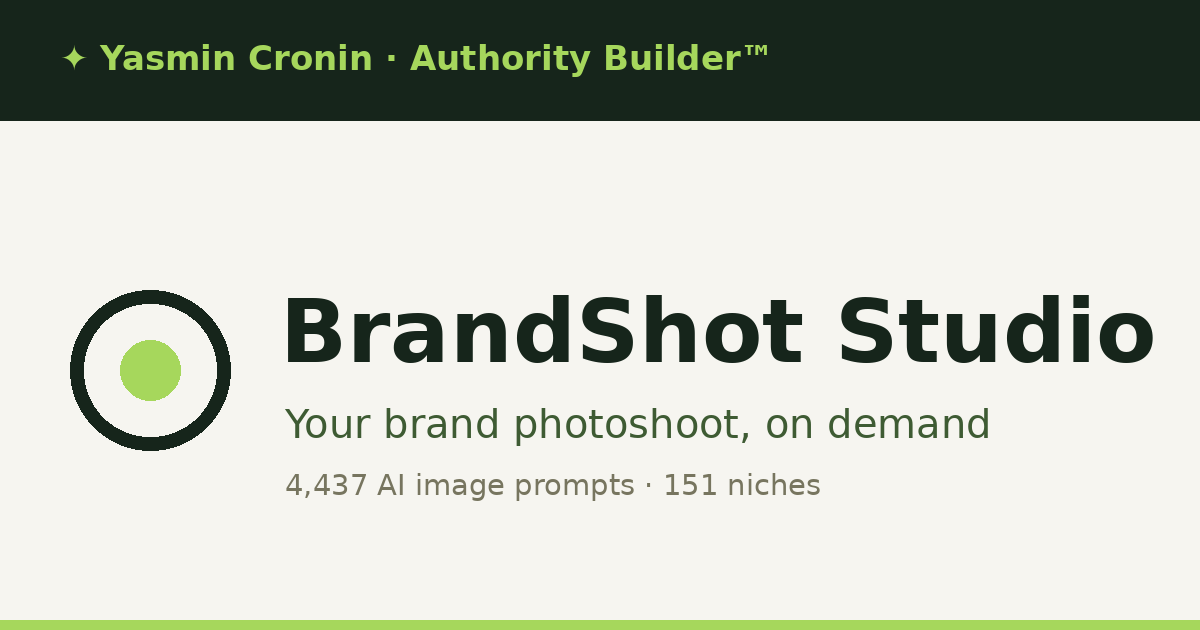 ✦ Yasmin Cronin · Authority Builder™
BrandShot Studio
Your brand photoshoot, on demand
4,437 AI image prompts · 151 niches